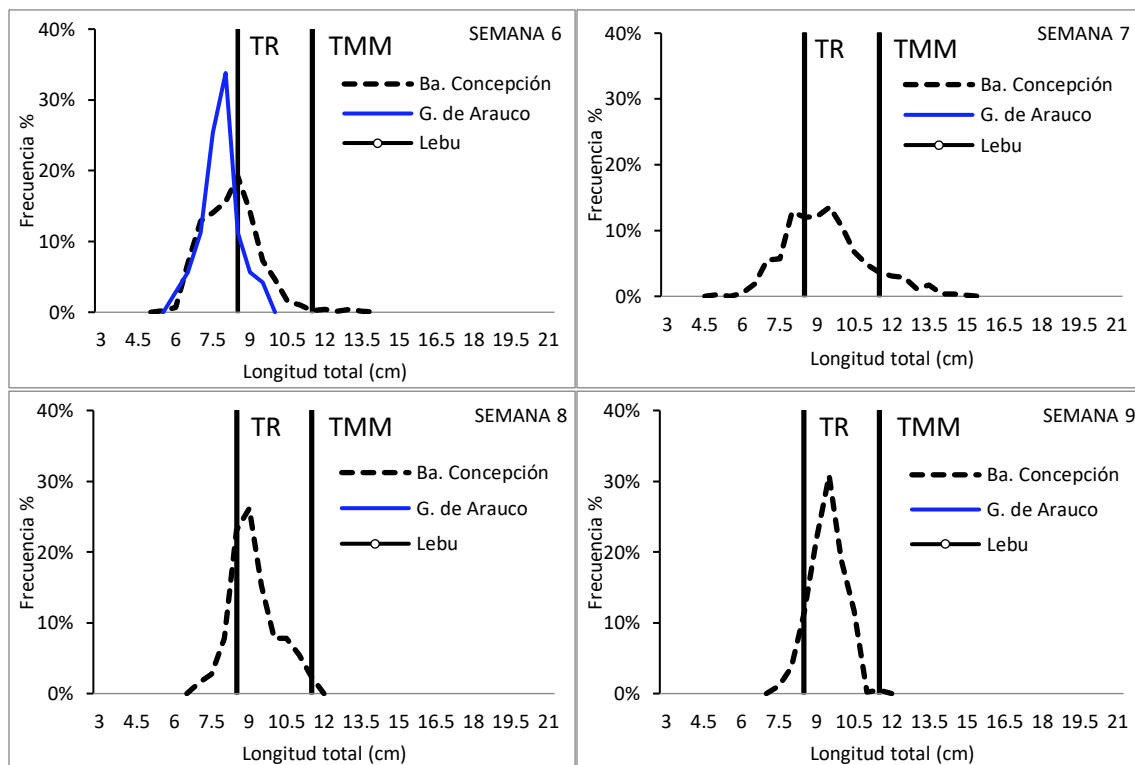 SEMANA 6
TR TMM
Ba. Concepción
G. de Arauco
Lebu
Frecuencia %
40%
30%
20%
10%
0%
3 4.5 6 7.5 9 10.5 12 13.5 15 16.5 18 19.5 21
Longitud total (cm)
SEMANA 7
TR TMM
Ba. Concepción
G. de Arauco
Lebu
Frecuencia %
40%
30%
20%
10%
0%
3 4.5 6 7.5 9 10.5 12 13.5 15 16.5 18 19.5 21
Longitud total (cm)
SEMANA 8
TR TMM
Ba. Concepción
G. de Arauco
Lebu
Frecuencia %
40%
30%
20%
10%
0%
3 4.5 6 7.5 9 10.5 12 13.5 15 16.5 18 19.5 21
Longitud total (cm)
SEMANA 9
TR TMM
Ba. Concepción
G. de Arauco
Lebu
Frecuencia %
40%
30%
20%
10%
0%
3 4.5 6 7.5 9 10.5 12 13.5 15 16.5 18 19.5 21
Longitud total (cm)